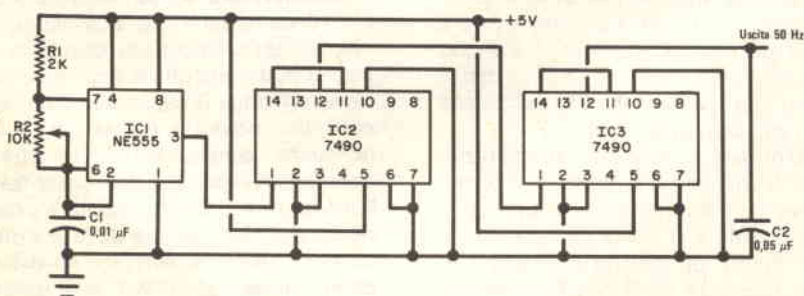 +5V
Uscita 50 Hz
R1
2K
R2
10K
7 4 8
IC1
NE555
3
6 2 1
C1
0,01 µF
14 13 12 11 10 9 8
IC2
7490
1 2 3 4 5 6 7
14 13 12 11 10 9 8
IC3
7490
1 2 3 4 5 6 7
C2
0,05 µF